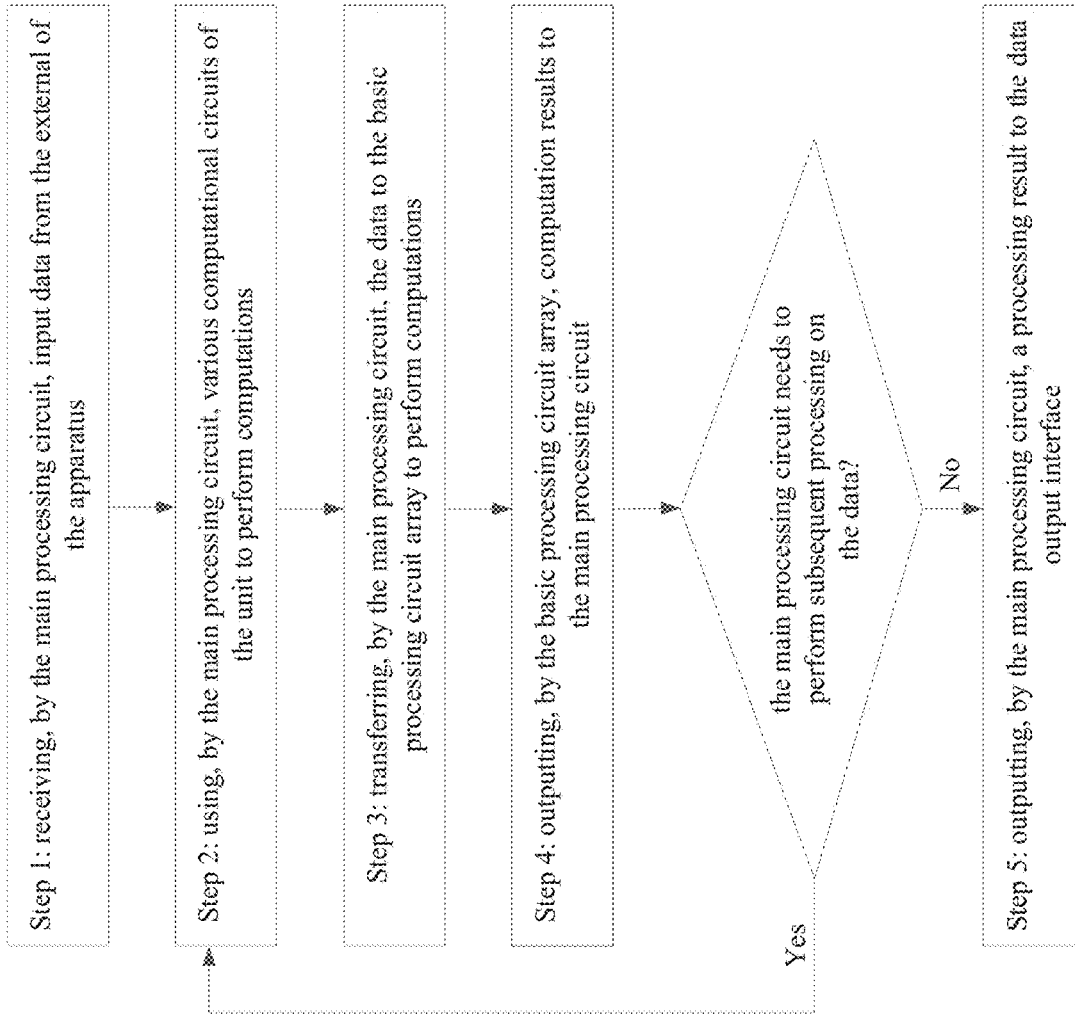 Step 1: receiving, by the main processing circuit, input data from the external of
the apparatus
Step 2: using, by the main processing circuit, various computational circuits of
the unit to perform computations
Step 3: transferring, by the main processing circuit, the data to the basic
processing circuit array to perform computations
Step 4: outputting, by the basic processing circuit array, computation results to
the main processing circuit
the main processing circuit needs to
perform subsequent processing on
the data?
Yes
No
Step 5: outputting, by the main processing circuit, a processing result to the data
output interface